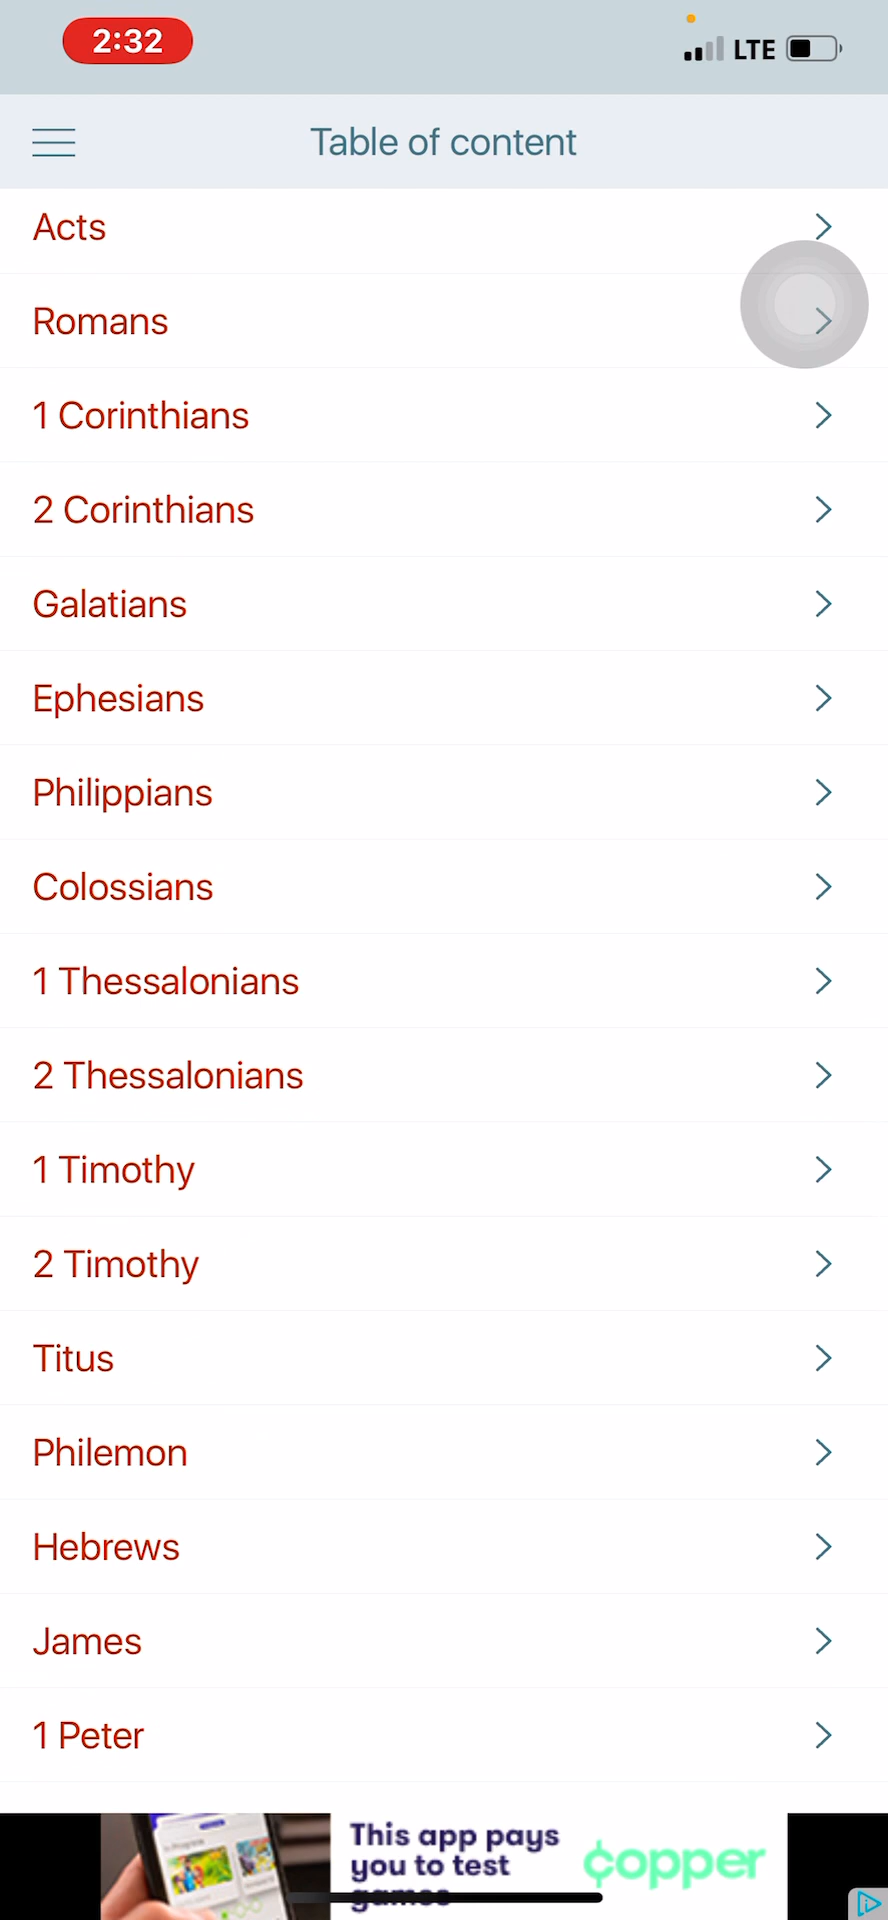 2:32
LTE
Table of content
Acts
Romans
1 Corinthians
2 Corinthians
Galatians
Ephesians
Philippians
Colossians
1 Thessalonians
2 Thessalonians
1 Timothy
2 Timothy
Titus
Philemon
Hebrews
James
1 Peter
This app pays
you to test
games
copper